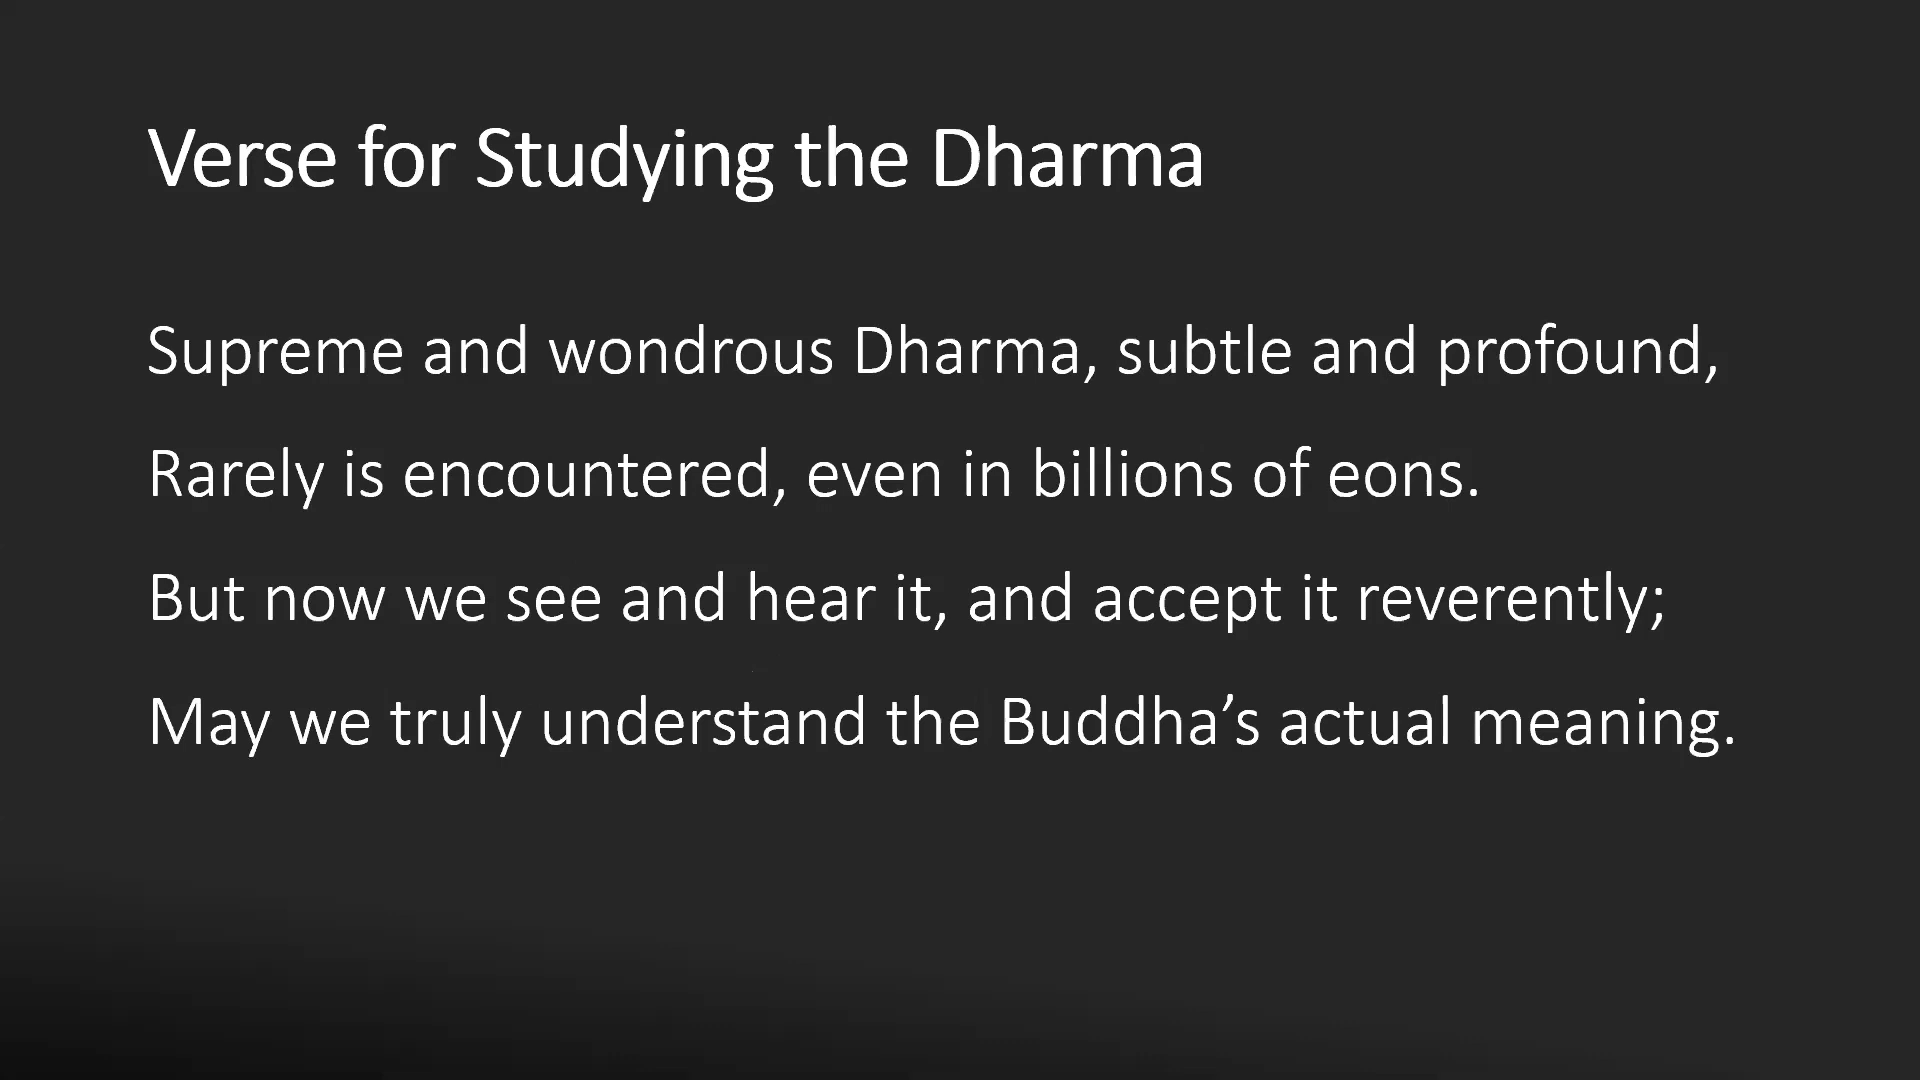 Verse for Studying the Dharma
Supreme and wondrous Dharma, subtle and profound,
Rarely is encountered, even in billions of eons.
But now we see and hear it, and accept it reverently;
May we truly understand the Buddha’s actual meaning.